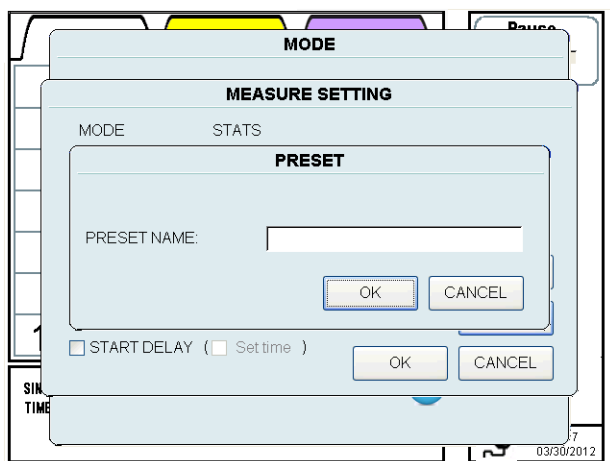 Pause
MODE
MEASURE SETTING
MODE STATS
PRESET
PRESET NAME:
OK CANCEL
START DELAY ( Set time )
OK CANCEL
TIME
03/30/2012